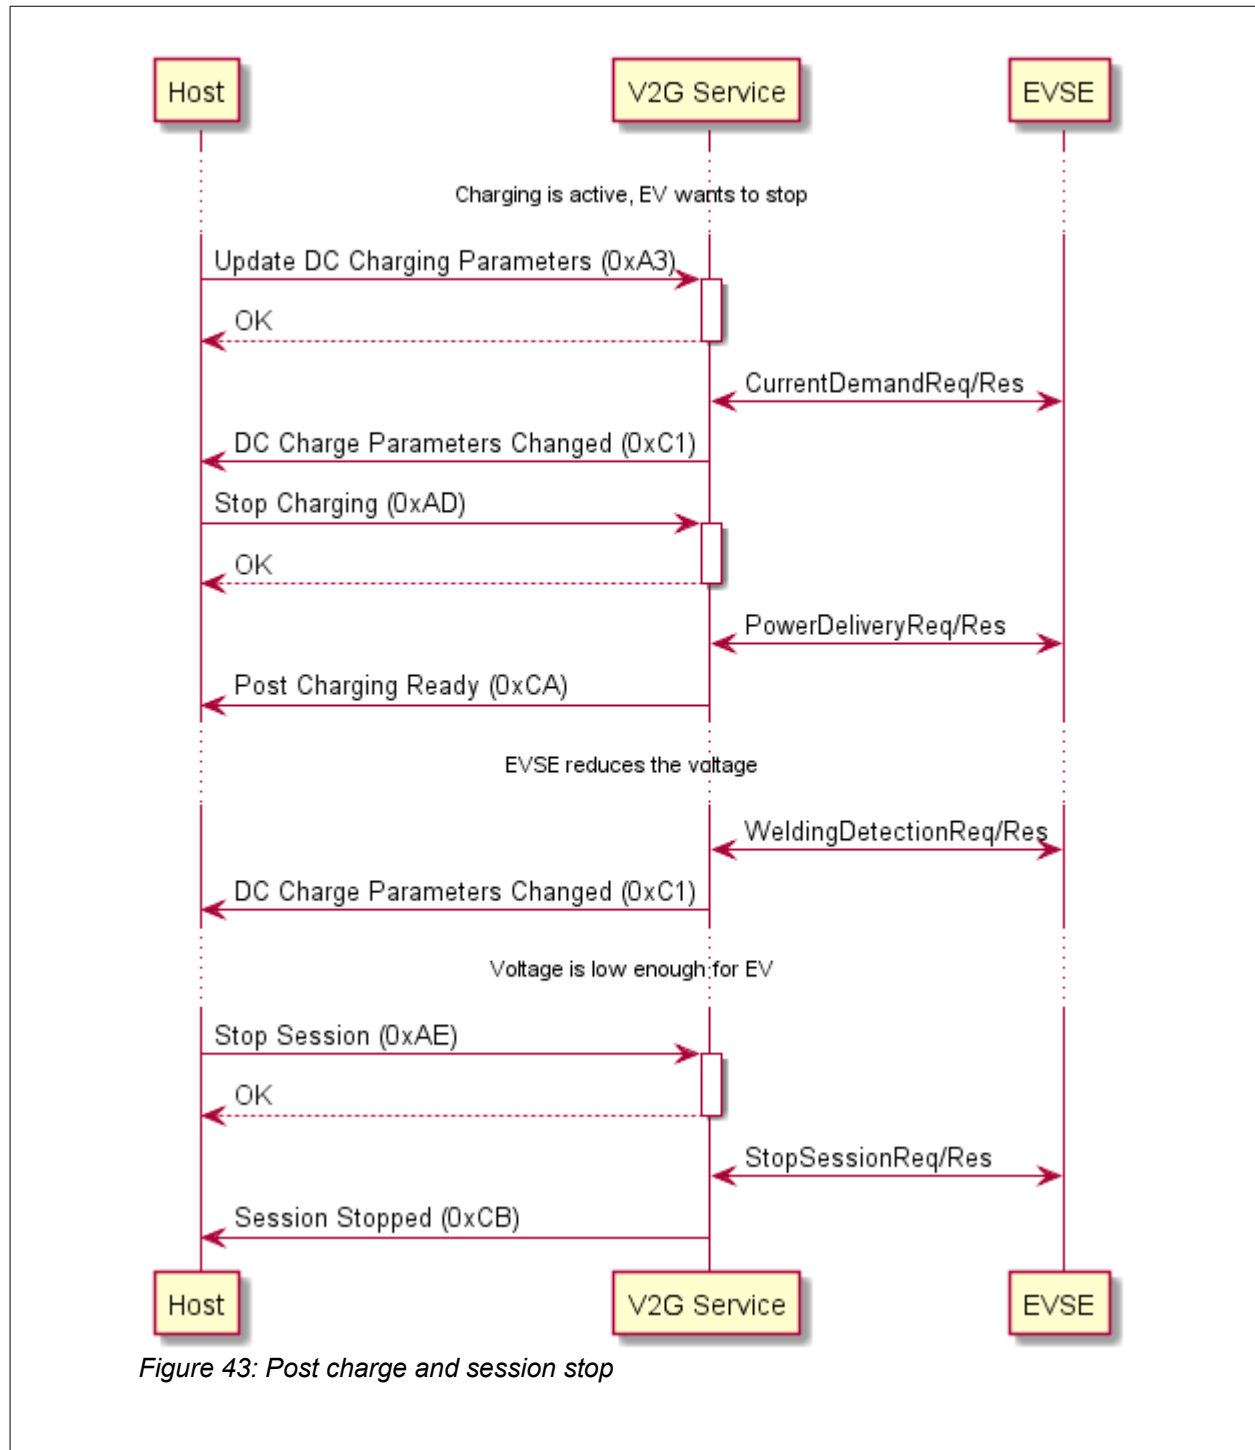 Host V2G Service EVSE
Charging is active, EV wants to stop
Update DC Charging Parameters (0xA3)
OK
CurrentDemandReq/Res
DC Charge Parameters Changed (0xC1)
Stop Charging (0xAD)
OK
PowerDeliveryReq/Res
Post Charging Ready (0xCA)
EVSE reduces the voltage
WeldingDetectionReq/Res
DC Charge Parameters Changed (0xC1)
Voltage is low enough for EV
Stop Session (0xAE)
OK
StopSessionReq/Res
Session Stopped (0xCB)
Host V2G Service EVSE
Figure 43: Post charge and session stop